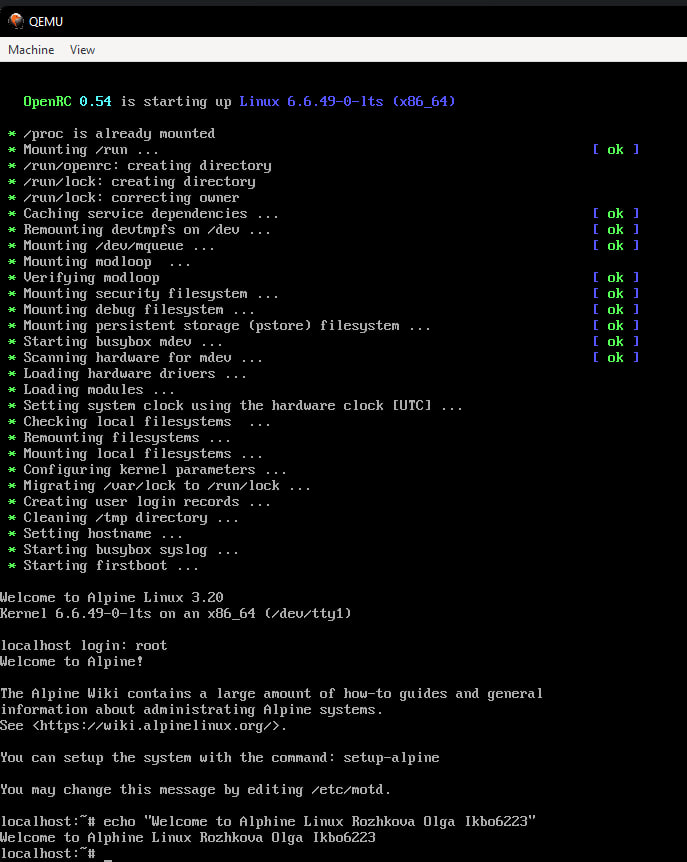 QEMU
Machine View
OpenRC 0.54 is starting up Linux 6.6.49-0-lts (x86_64)
* /proc is already mounted
* Mounting /run ... [ ok ]
* /run/openrc: creating directory
* /run/lock: creating directory
* /run/lock: correcting owner
* Caching service dependencies ... [ ok ]
* Remounting devtmpfs on /dev ... [ ok ]
* Mounting /dev/mqueue ... [ ok ]
* Mounting modloop  ...
* Verifying modloop [ ok ]
* Mounting security filesystem ... [ ok ]
* Mounting debug filesystem ... [ ok ]
* Mounting persistent storage (pstore) filesystem ... [ ok ]
* Starting busybox mdev ... [ ok ]
* Scanning hardware for mdev ... [ ok ]
* Loading hardware drivers ...
* Loading modules ...
* Setting system clock using the hardware clock [UTC] ...
* Checking local filesystems  ...
* Remounting filesystems ...
* Mounting local filesystems ...
* Configuring kernel parameters ...
* Migrating /var/lock to /run/lock ...
* Creating user login records ...
* Cleaning /tmp directory ...
* Setting hostname ...
* Starting busybox syslog ...
* Starting firstboot ...
Welcome to Alpine Linux 3.20
Kernel 6.6.49-0-lts on an x86_64 (/dev/tty1)
localhost login: root
Welcome to Alpine!
The Alpine Wiki contains a large amount of how-to guides and general
information about administrating Alpine systems.
See <https://wiki.alpinelinux.org/>.
You can setup the system with the command: setup-alpine
You may change this message by editing /etc/motd.
localhost:~# echo "Welcome to Alphine Linux Rozhkova Olga Ikbo6223"
Welcome to Alphine Linux Rozhkova Olga Ikbo6223
localhost:~# _